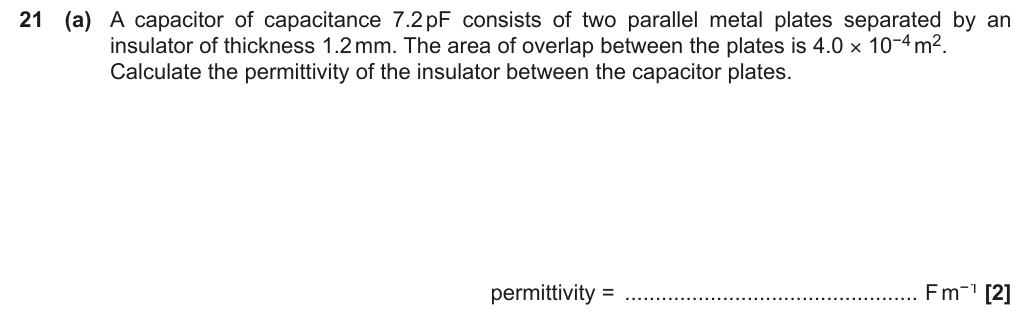 21 (a) A capacitor of capacitance 7.2 pF consists of two parallel metal plates separated by an
insulator of thickness 1.2 mm. The area of overlap between the plates is 4.0 × 10⁻⁴ m².
Calculate the permittivity of the insulator between the capacitor plates.
permittivity = ................................................ F m⁻¹ [2]